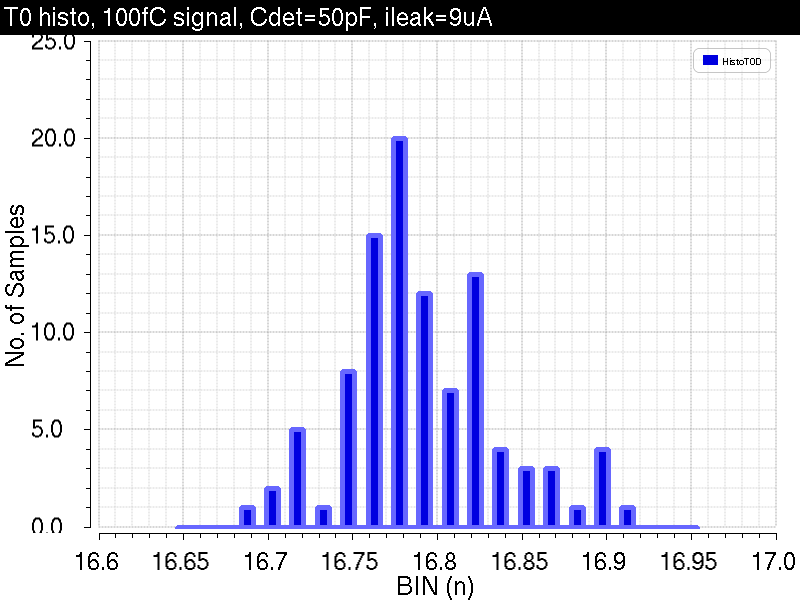 T0 histo, 100fC signal, Cdet=50pF, ileak=9uA
25.0
HistoT0D
20.0
15.0
10.0
5.0
0.0
No. of Samples
16.6 16.65 16.7 16.75 16.8 16.85 16.9 16.95 17.0
BIN (n)